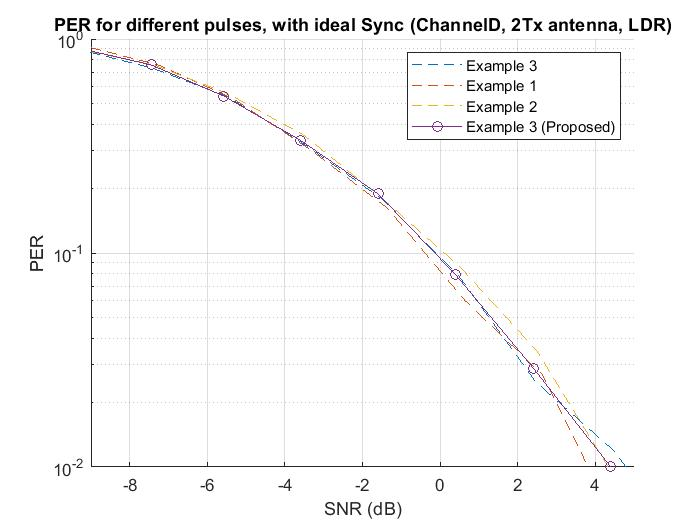 PER for different pulses, with ideal Sync (ChannelD, 2Tx antenna, LDR)
10^0
Example 3
Example 1
Example 2
Example 3 (Proposed)
PER
10^-1
10^-2
-8 -6 -4 -2 0 2 4
SNR (dB)